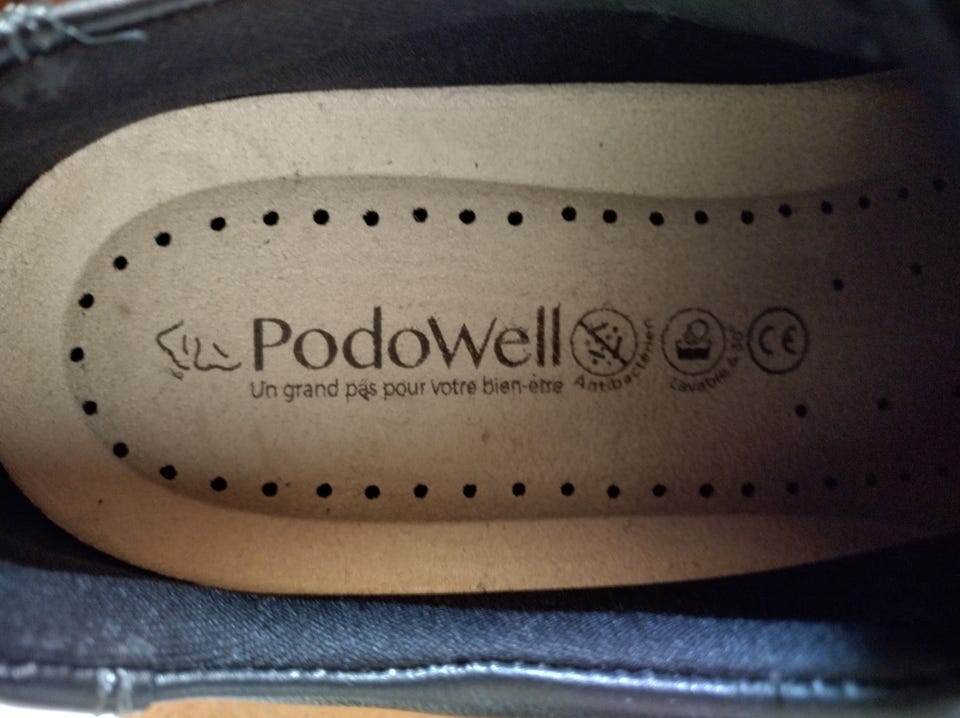 PodoWell
Un grand pas pour votre bien-être
Antibactérien
Lavable à 30°
CE